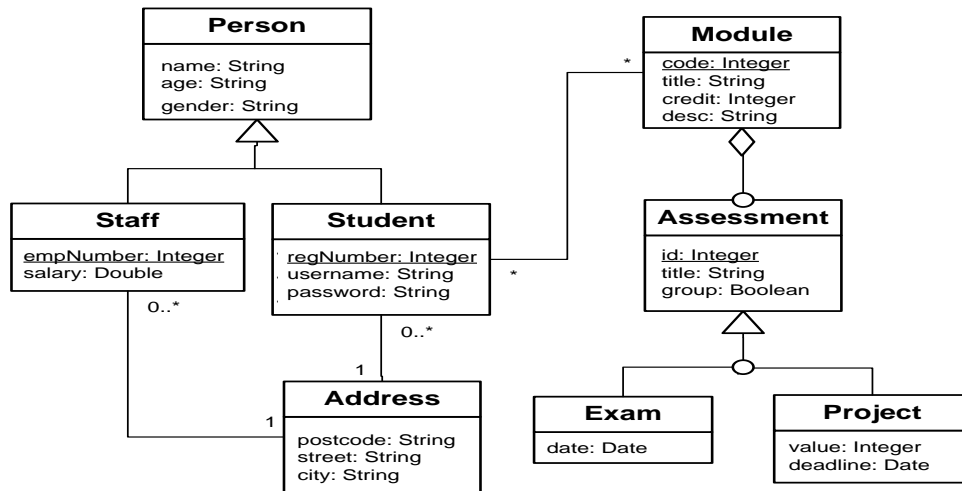 Person
name: String
age: String
gender: String
Module
code: Integer
title: String
credit: Integer
desc: String
*
Staff
empNumber: Integer
salary: Double
0..*
Student
regNumber: Integer
username: String
password: String
*
0..*
Assessment
id: Integer
title: String
group: Boolean
1
1
Address
postcode: String
street: String
city: String
Exam
date: Date
Project
value: Integer
deadline: Date